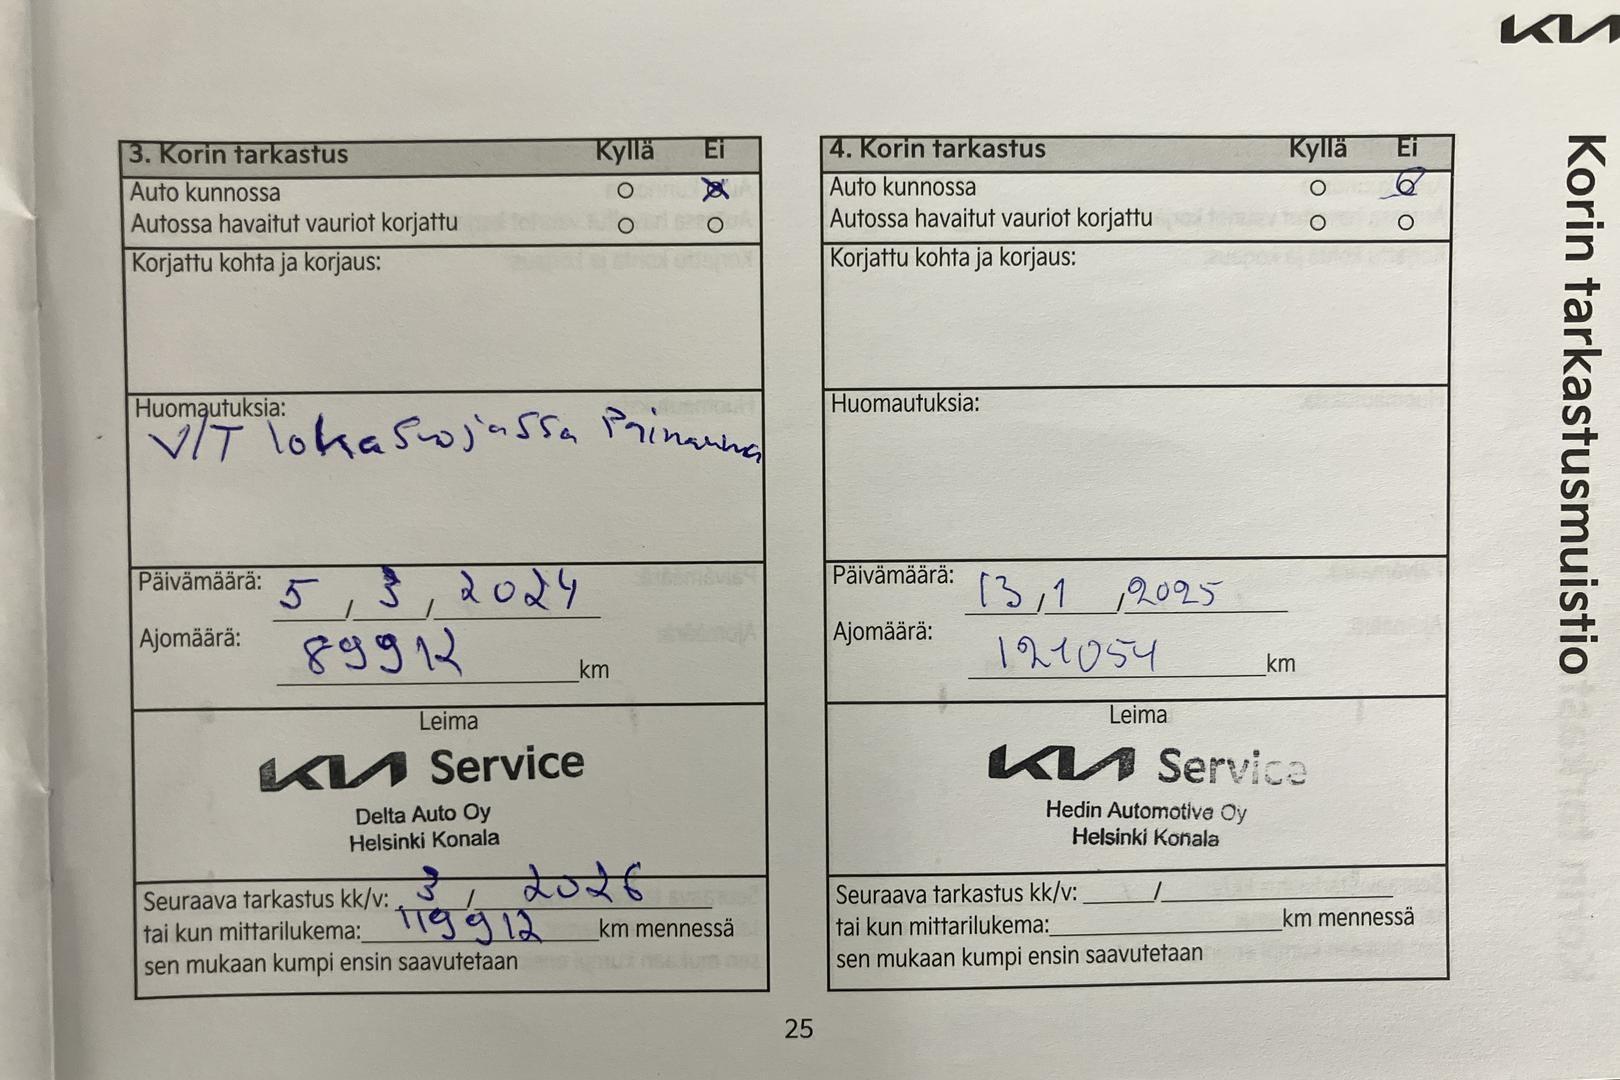 KIA
Korin tarkastusmuistio
3. Korin tarkastus Kyllä Ei
Auto kunnossa
Autossa havaitut vauriot korjattu
Korjattu kohta ja korjaus:
Huomautuksia:
V/T lokasuojassa Painauma
Päivämäärä: 5 / 3 / 2024
Ajomäärä: 89912 km
Leima
KIA Service
Delta Auto Oy
Helsinki Konala
Seuraava tarkastus kk/v: 3 / 2026
tai kun mittarilukema: 119912 km mennessä
sen mukaan kumpi ensin saavutetaan
4. Korin tarkastus Kyllä Ei
Auto kunnossa
Autossa havaitut vauriot korjattu
Korjattu kohta ja korjaus:
Huomautuksia:
Päivämäärä: 13 / 1 / 2025
Ajomäärä: 121054 km
Leima
KIA Service
Hedin Automotive Oy
Helsinki Konala
Seuraava tarkastus kk/v: /
tai kun mittarilukema: km mennessä
sen mukaan kumpi ensin saavutetaan
25